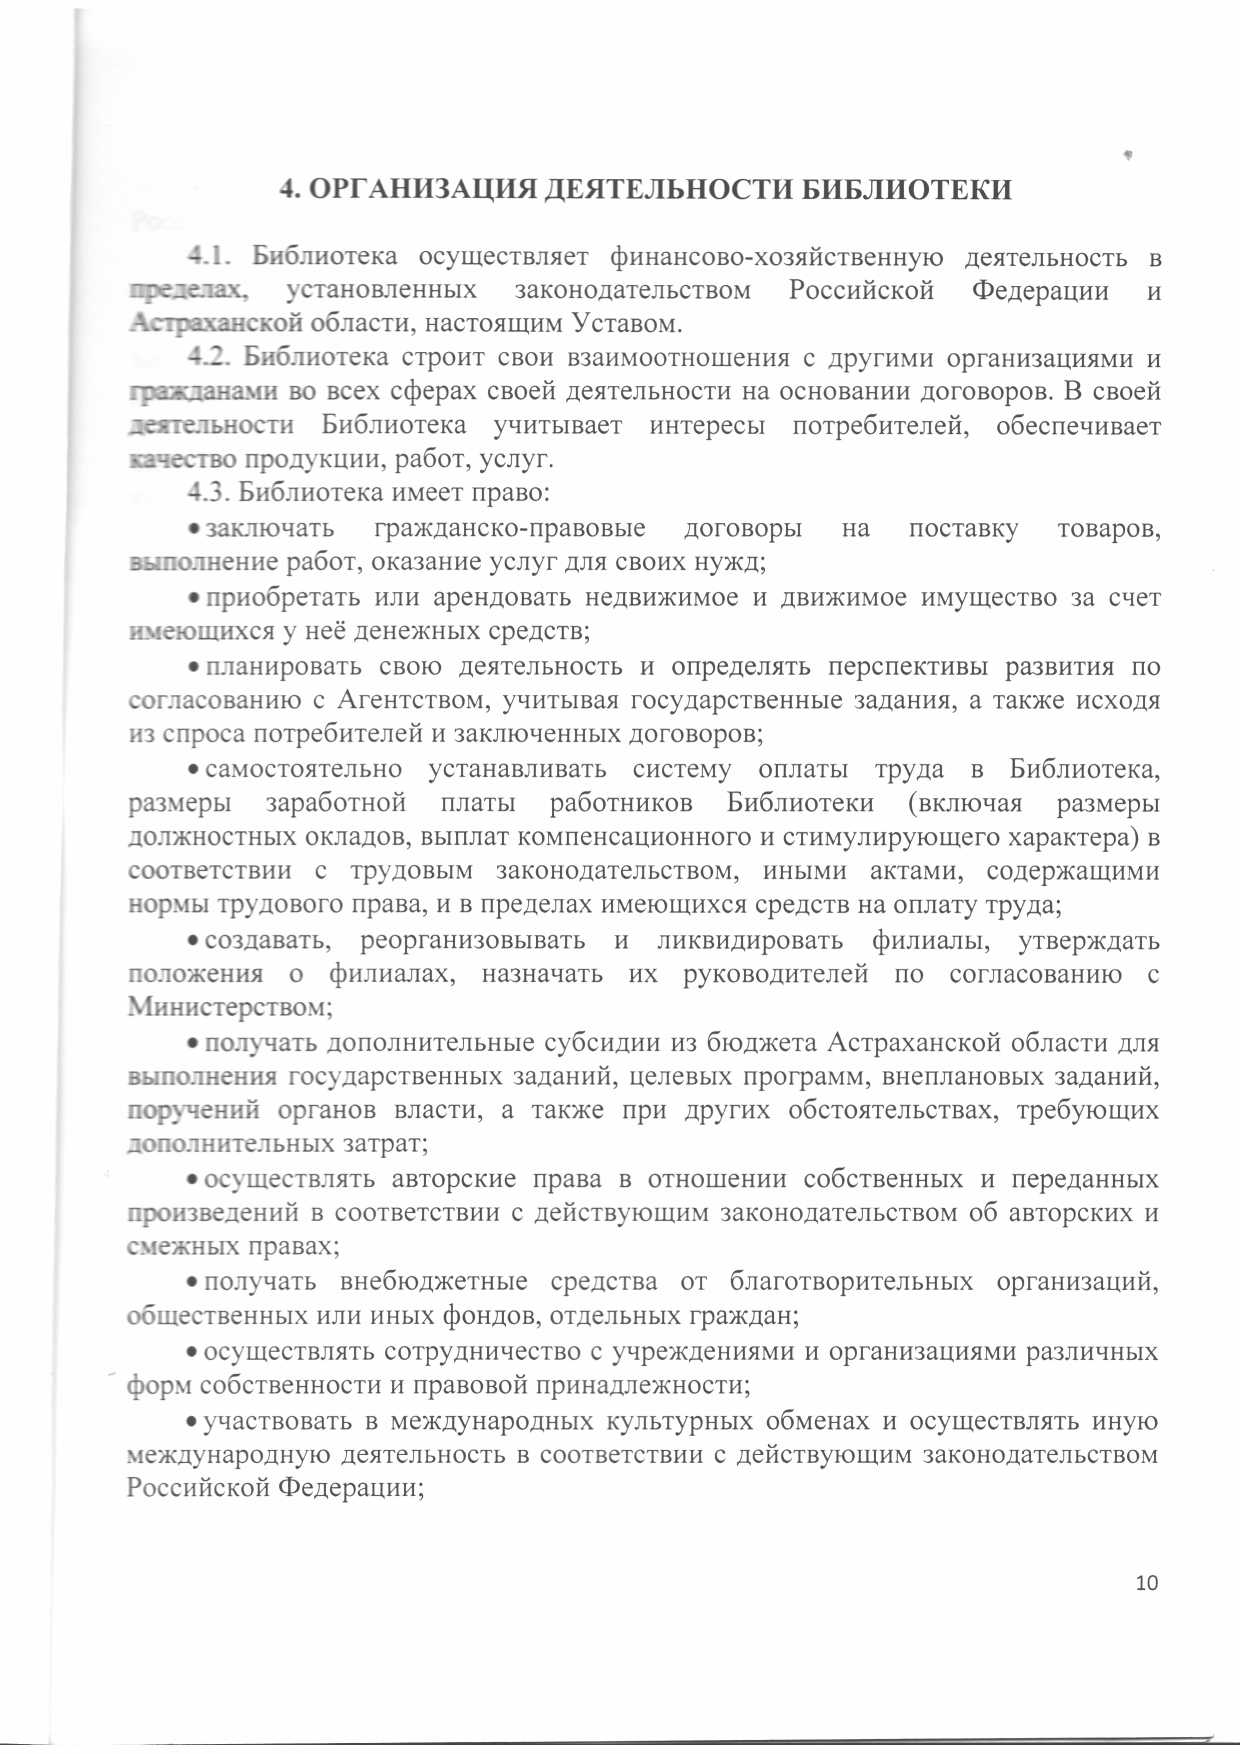 4. ОРГАНИЗАЦИЯ ДЕЯТЕЛЬНОСТИ БИБЛИОТЕКИ
4.1. Библиотека осуществляет финансово-хозяйственную деятельность в
пределах, установленных законодательством Российской Федерации и
Астраханской области, настоящим Уставом.
4.2. Библиотека строит свои взаимоотношения с другими организациями и
гражданами во всех сферах своей деятельности на основании договоров. В своей
деятельности Библиотека учитывает интересы потребителей, обеспечивает
качество продукции, работ, услуг.
4.3. Библиотека имеет право:
• заключать гражданско-правовые договоры на поставку товаров,
выполнение работ, оказание услуг для своих нужд;
• приобретать или арендовать недвижимое и движимое имущество за счет
имеющихся у неё денежных средств;
• планировать свою деятельность и определять перспективы развития по
согласованию с Агентством, учитывая государственные задания, а также исходя
из спроса потребителей и заключенных договоров;
• самостоятельно устанавливать систему оплаты труда в Библиотека,
размеры заработной платы работников Библиотеки (включая размеры
должностных окладов, выплат компенсационного и стимулирующего характера) в
соответствии с трудовым законодательством, иными актами, содержащими
нормы трудового права, и в пределах имеющихся средств на оплату труда;
• создавать, реорганизовывать и ликвидировать филиалы, утверждать
положения о филиалах, назначать их руководителей по согласованию с
Министерством;
• получать дополнительные субсидии из бюджета Астраханской области для
выполнения государственных заданий, целевых программ, внеплановых заданий,
поручений органов власти, а также при других обстоятельствах, требующих
дополнительных затрат;
• осуществлять авторские права в отношении собственных и переданных
произведений в соответствии с действующим законодательством об авторских и
смежных правах;
• получать внебюджетные средства от благотворительных организаций,
общественных или иных фондов, отдельных граждан;
• осуществлять сотрудничество с учреждениями и организациями различных
форм собственности и правовой принадлежности;
• участвовать в международных культурных обменах и осуществлять иную
международную деятельность в соответствии с действующим законодательством
Российской Федерации;
10